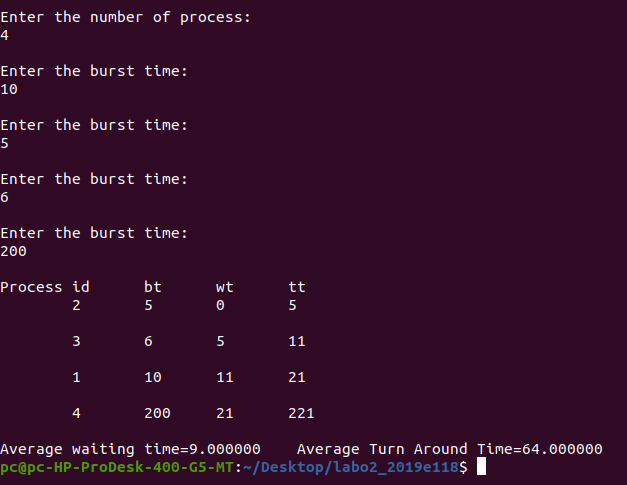 Enter the number of process:
4
Enter the burst time:
10
Enter the burst time:
5
Enter the burst time:
6
Enter the burst time:
200
Process id bt wt tt
2 5 0 5
3 6 5 11
1 10 11 21
4 200 21 221
Average waiting time=9.000000 Average Turn Around Time=64.000000
pc@pc-HP-ProDesk-400-G5-MT:~/Desktop/labo2_2019e118$